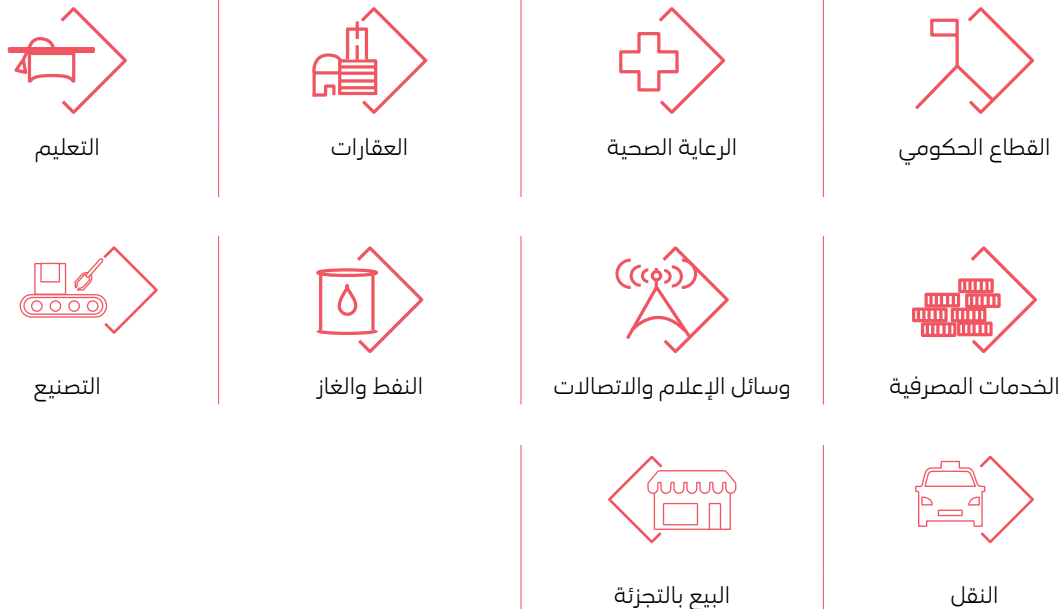 القطاع الحكومي
الرعاية الصحية
العقارات
التعليم
الخدمات المصرفية
وسائل الإعلام والاتصالات
النفط والغاز
التصنيع
النقل
البيع بالتجزئة